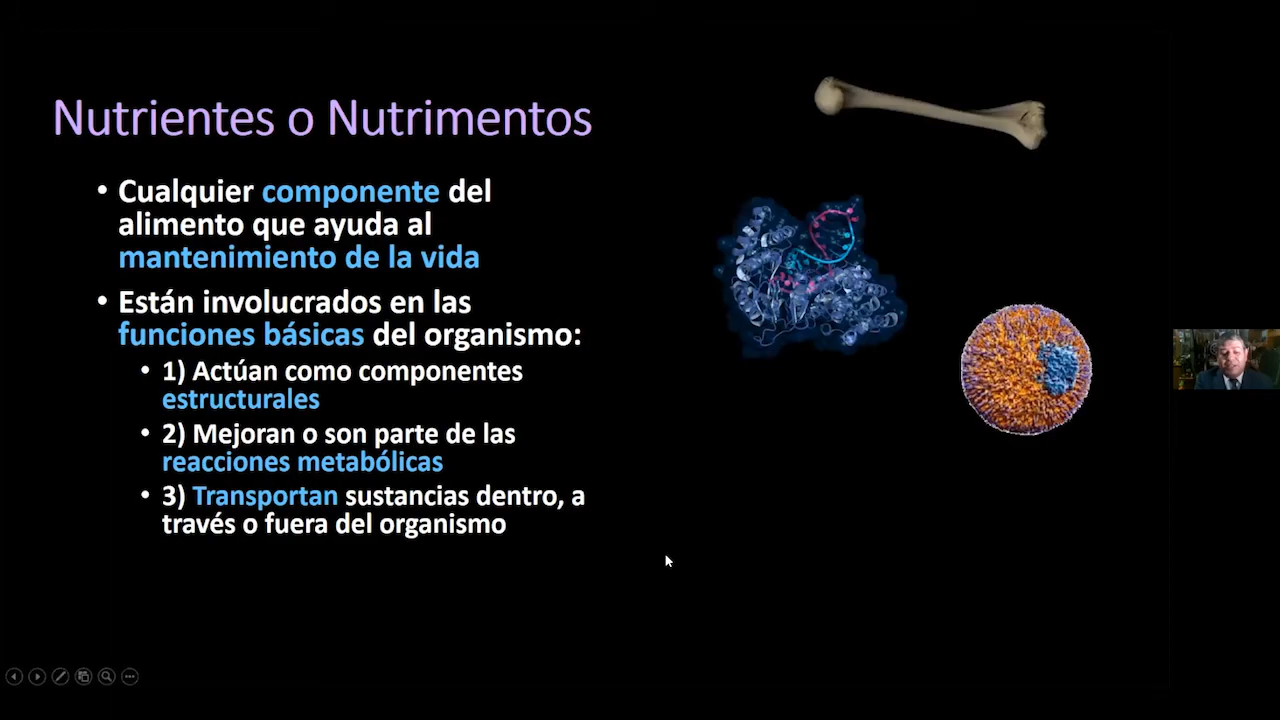 Nutrientes o Nutrimentos
• Cualquier componente del
alimento que ayuda al
mantenimiento de la vida
• Están involucrados en las
funciones básicas del organismo:
• 1) Actúan como componentes
estructurales
• 2) Mejoran o son parte de las
reacciones metabólicas
• 3) Transportan sustancias dentro, a
través o fuera del organismo